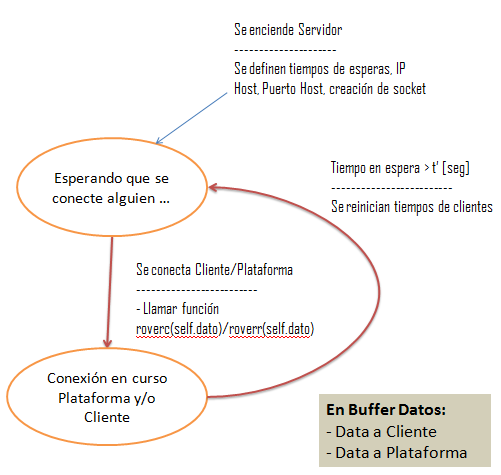 Se enciende Servidor
---------------------
Se definen tiempos de esperas, IP
Host, Puerto Host, creación de socket
Esperando que se
conecte alguien ...
Tiempo en espera > t' [seg]
-------------------------
Se reinician tiempos de clientes
Se conecta Cliente/Plataforma
-------------------------
- Llamar función
roverc(self.dato)/roverr(self.dato)
Conexión en curso
Plataforma y/o
Cliente
En Buffer Datos:
- Data a Cliente
- Data a Plataforma